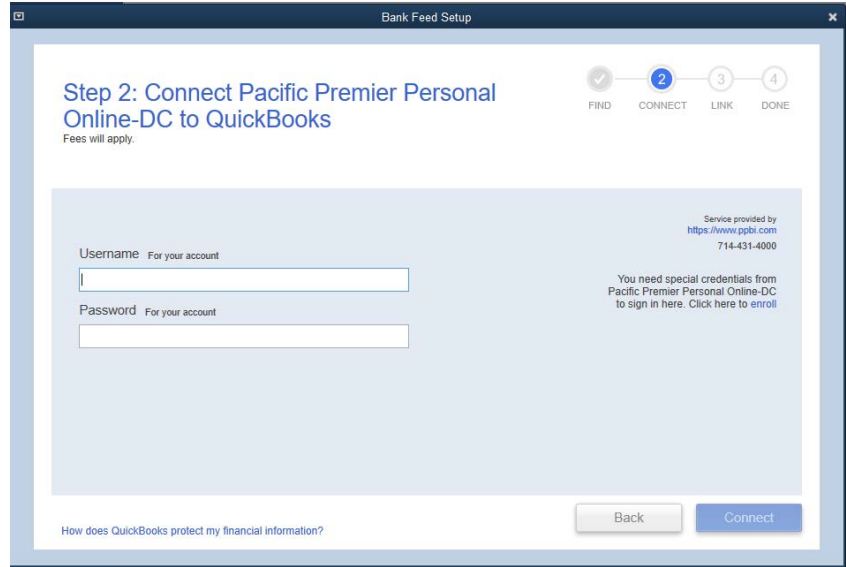 Bank Feed Setup
Step 2: Connect Pacific Premier Personal
Online-DC to QuickBooks
Fees will apply.
2
3
4
FIND
CONNECT
LINK
DONE
Service provided by
https://www.ppbi.com
714-431-4000
Username For your account
You need special credentials from
Pacific Premier Personal Online-DC
to sign in here. Click here to enroll
Password For your account
How does QuickBooks protect my financial information?
Back
Connect